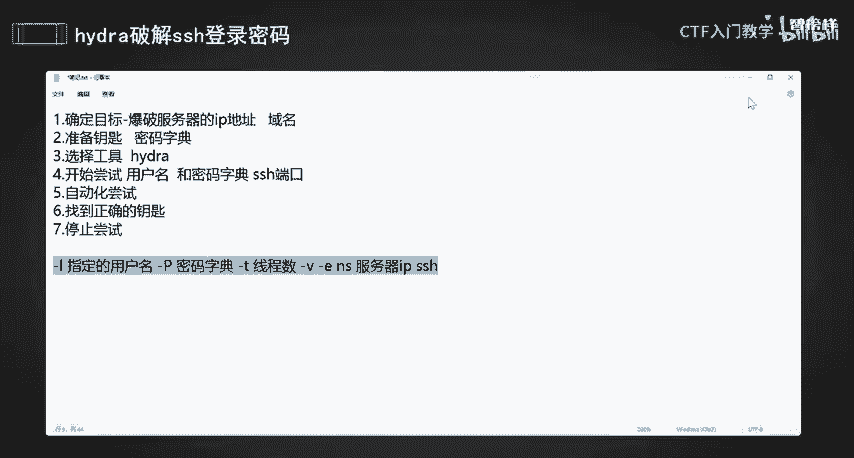 hydra破解ssh登录密码
CTF入门教学
bilibili
文件 编辑 查看
1.确定目标-爆破服务器的ip地址 域名
2.准备钥匙 密码字典
3.选择工具 hydra
4.开始尝试 用户名 和密码字典 ssh端口
5.自动化尝试
6.找到正确的钥匙
7.停止尝试
-l 指定的用户名 -P 密码字典 -t 线程数 -v -e ns 服务器ip ssh